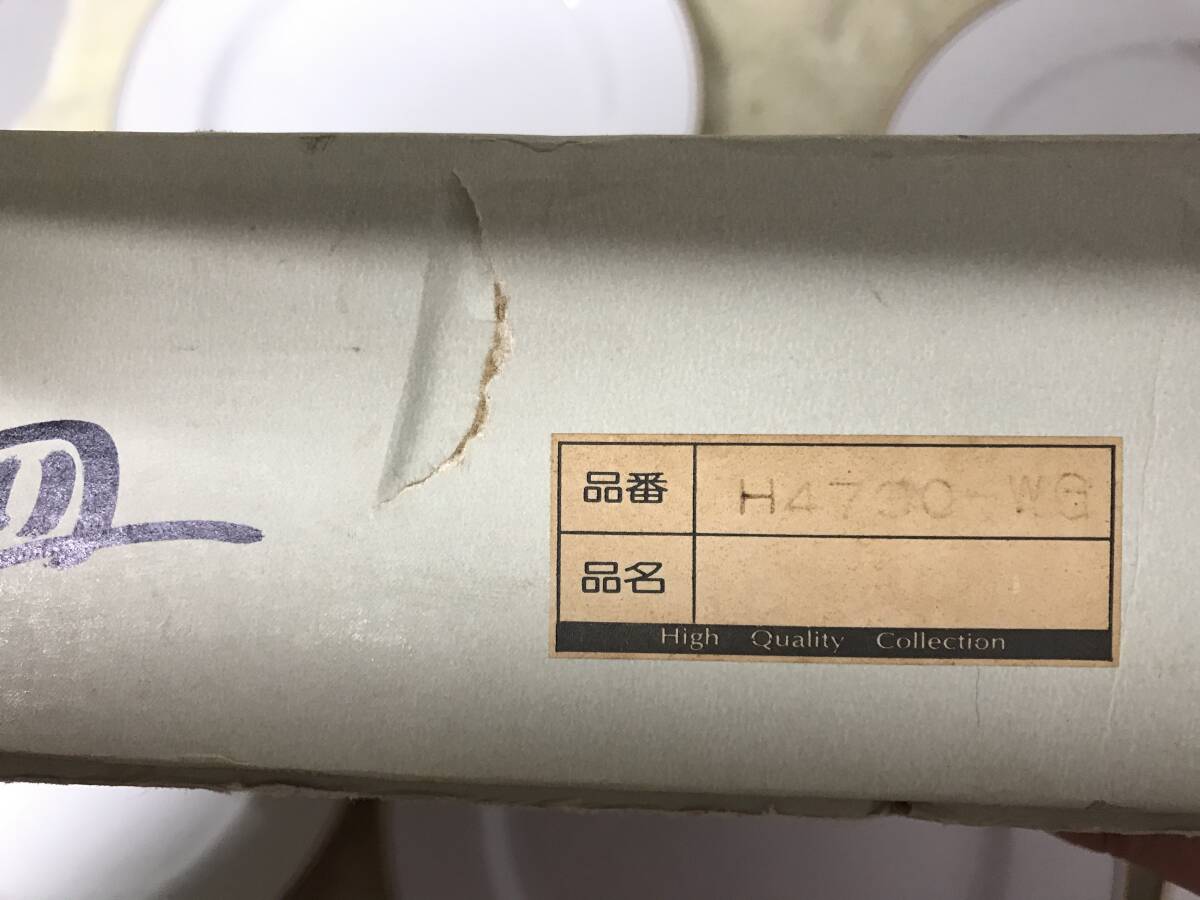 品番 H4730-WG
品名
High Quality Collection